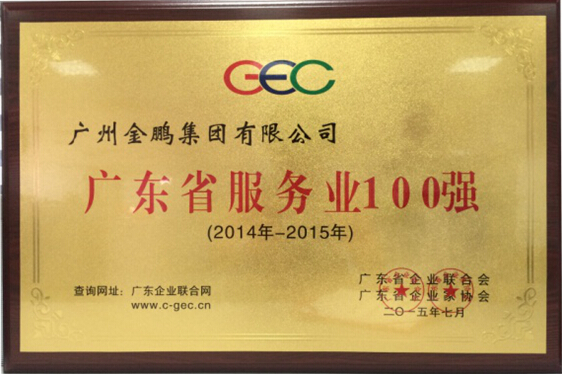 GEC
广州金鹏集团有限公司
广东省服务业100强
(2014年-2015年)
查询网址：广东企业联合网
www.c-gec.cn
广东省企业联合会
广东省企业家协会
二〇一五年七月